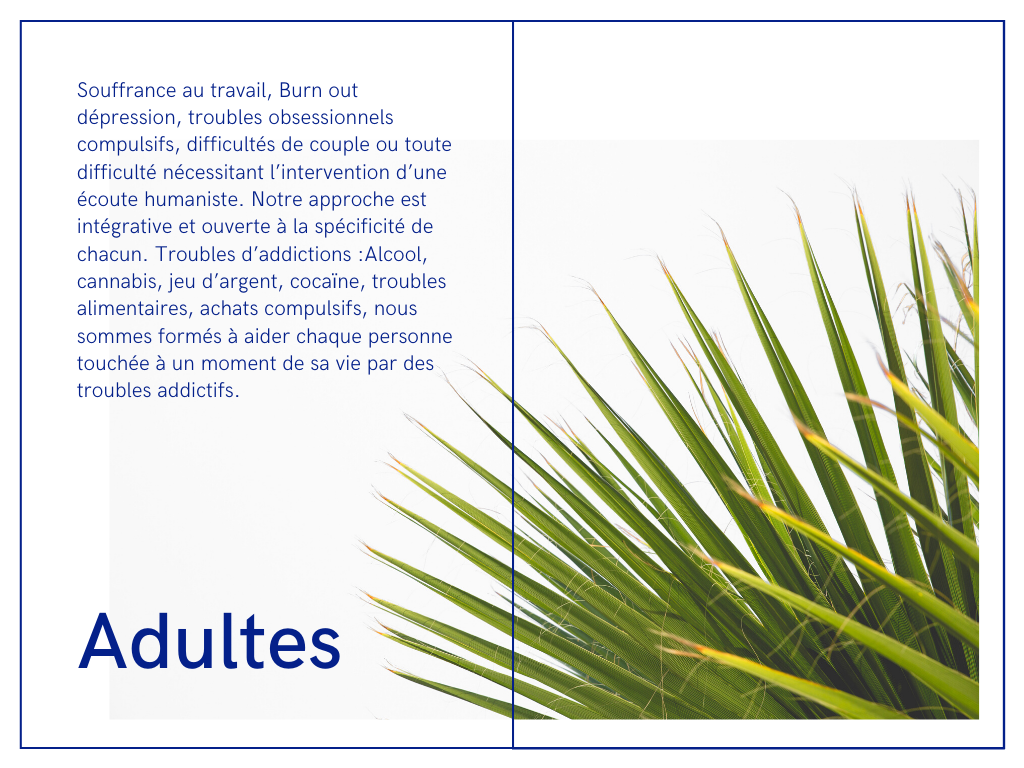 Souffrance au travail, Burn out
dépression, troubles obsessionnels
compulsifs, difficultés de couple ou toute
difficulté nécessitant l'intervention d'une
écoute humaniste. Notre approche est
intégrative et ouverte à la spécificité de
chacun. Troubles d'addictions :Alcool,
cannabis, jeu d'argent, cocaïne, troubles
alimentaires, achats compulsifs, nous
sommes formés à aider chaque personne
touchée à un moment de sa vie par des
troubles addictifs.
Adultes